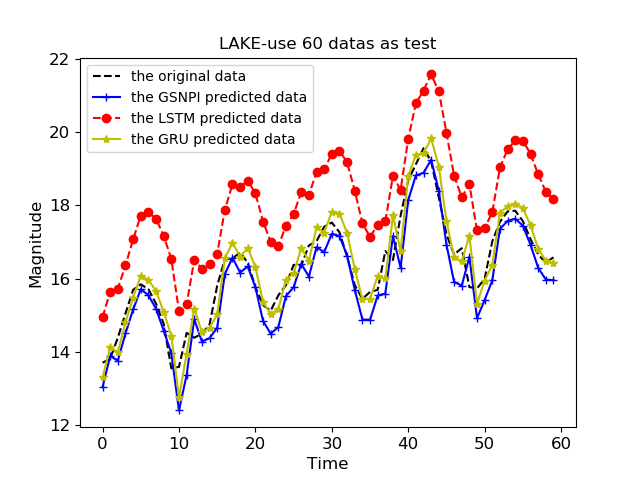 LAKE-use 60 datas as test
22
20
18
16
14
12
Magnitude
the original data
the GSNPI predicted data
the LSTM predicted data
the GRU predicted data
0 10 20 30 40 50 60
Time